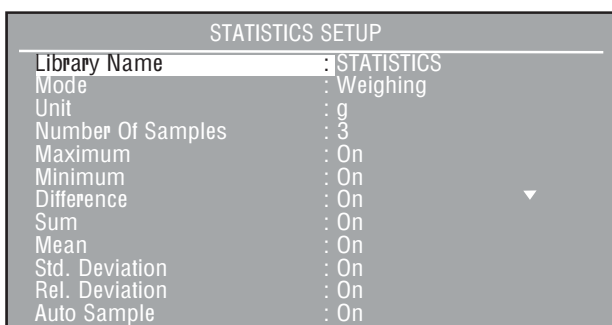 STATISTICS SETUP
Library Name : STATISTICS
Mode : Weighing
Unit : g
Number Of Samples : 3
Maximum : On
Minimum : On
Difference : On
Sum : On
Mean : On
Std. Deviation : On
Rel. Deviation : On
Auto Sample : On